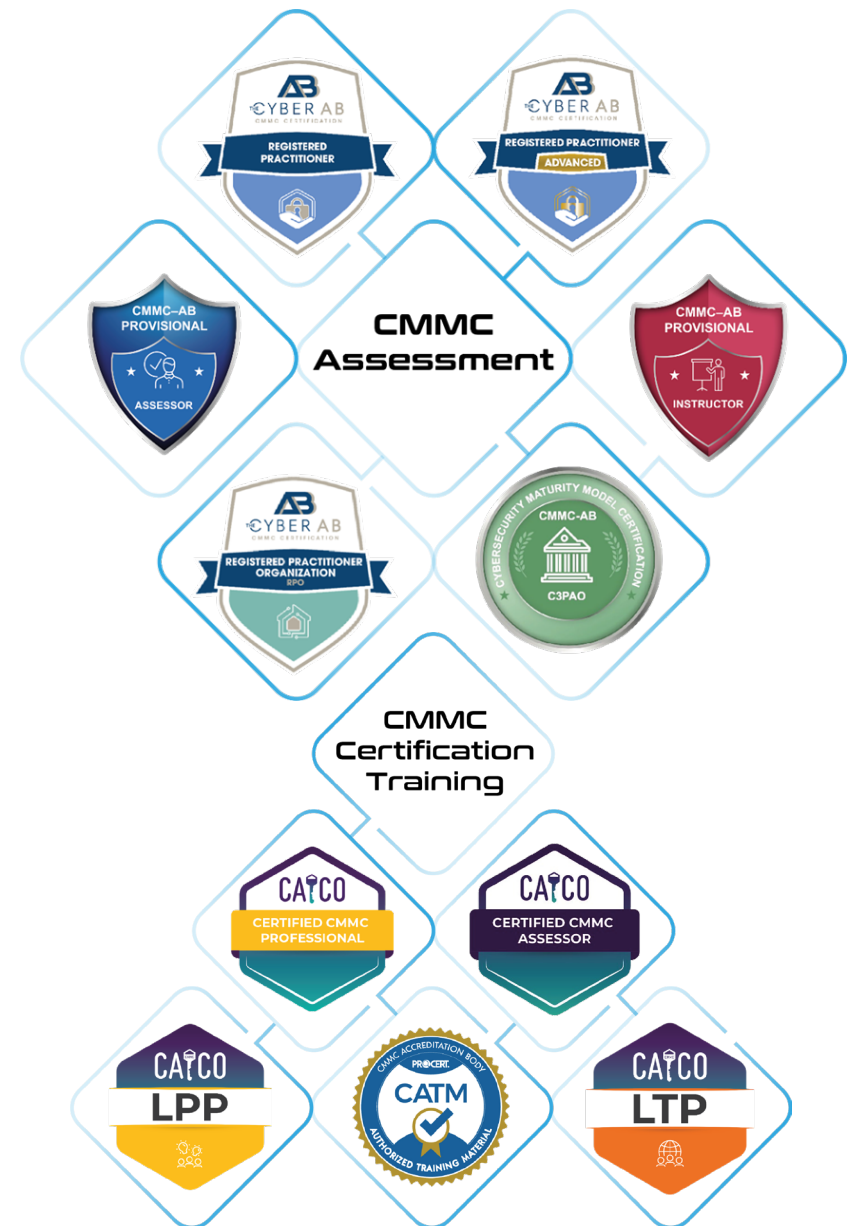 AB
THE CYBER AB
CMMC CERTIFICATION
REGISTERED
PRACTITIONER
AB
THE CYBER AB
CMMC CERTIFICATION
REGISTERED PRACTITIONER
ADVANCED
CMMC–AB
PROVISIONAL
ASSESSOR
CMMC
Assessment
CMMC–AB
PROVISIONAL
INSTRUCTOR
AB
THE CYBER AB
CMMC CERTIFICATION
REGISTERED PRACTITIONER
ORGANIZATION
RPO
CYBERSECURITY MATURITY MODEL CERTIFICATION
CMMC-AB
C3PAO
CMMC
Certification
Training
CAICO
CERTIFIED CMMC
PROFESSIONAL
CAICO
CERTIFIED CMMC
ASSESSOR
CAICO
LPP
CMMC ACCREDITATION BODY
PROCERT.
CATM
AUTHORIZED TRAINING MATERIAL
CAICO
LTP